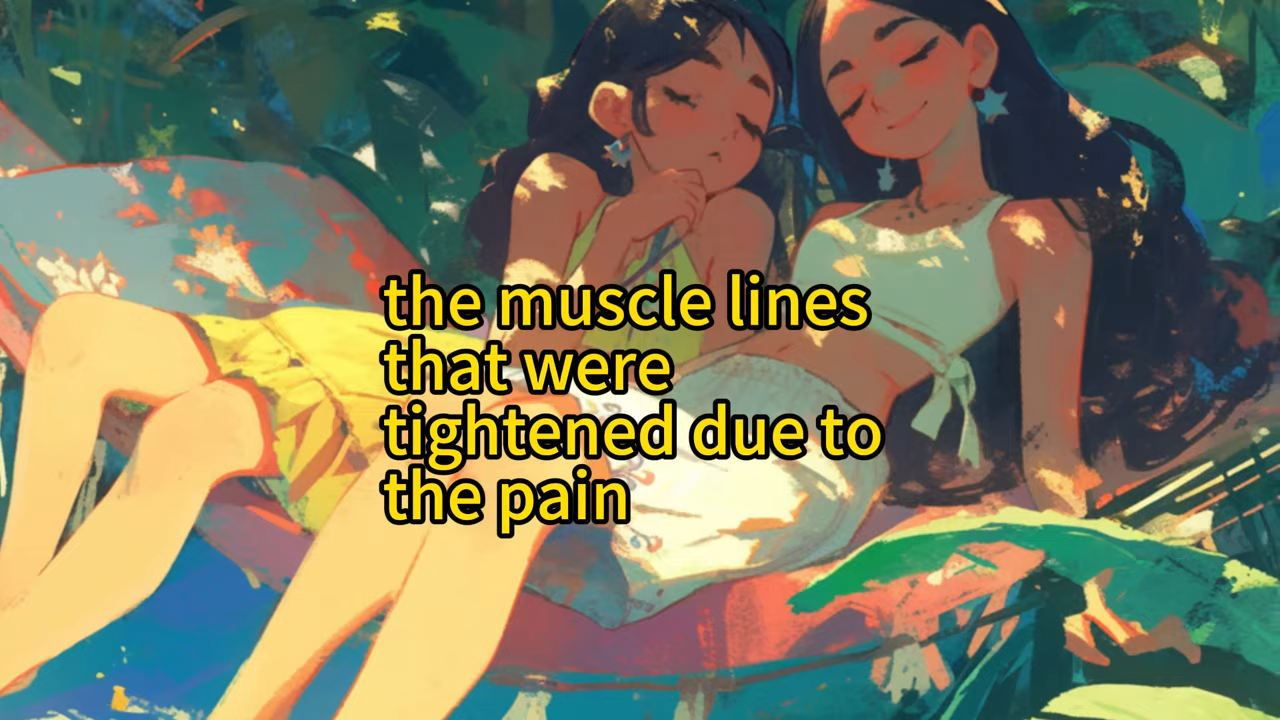 the muscle lines
that were
tightened due to
the pain